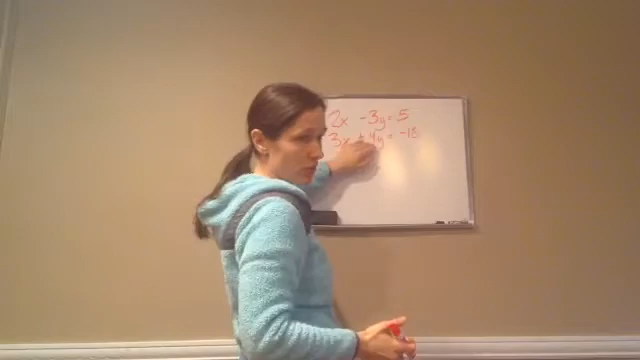 2x - 3y = 5
3x + 4y = -18